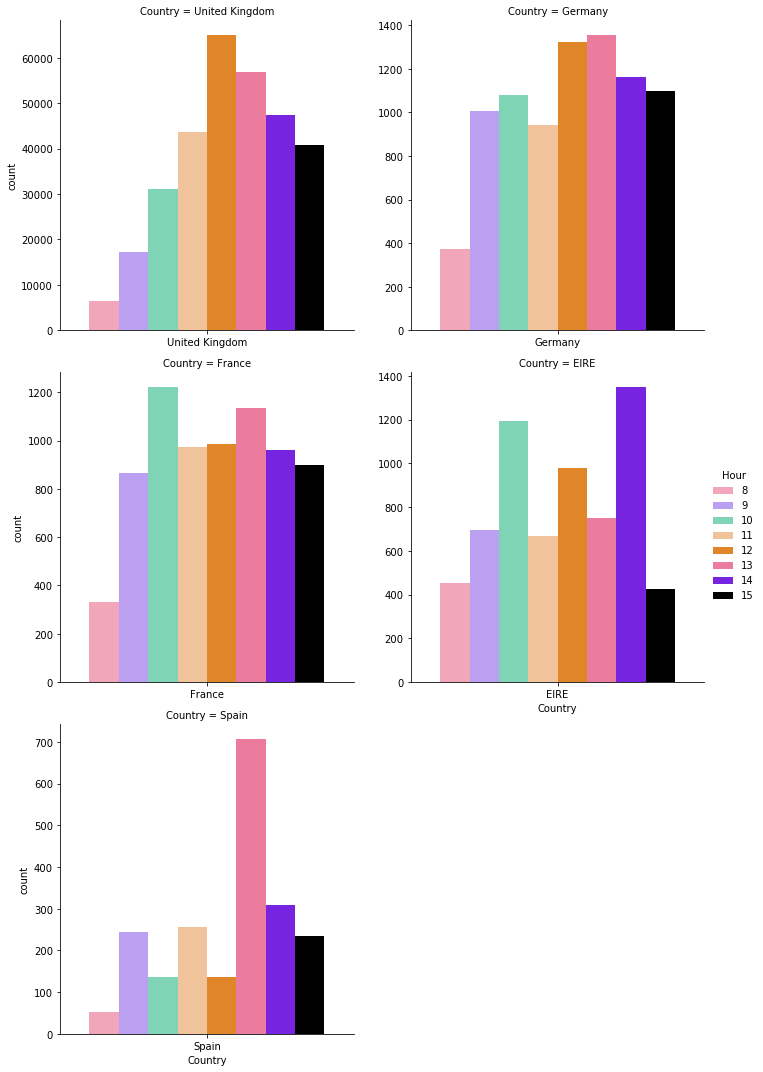 Country = United Kingdom
60000
50000
40000
30000
20000
10000
0
count
United Kingdom
Country = Germany
1400
1200
1000
800
600
400
200
0
Germany
Country = France
1200
1000
800
600
400
200
0
count
France
Country = EIRE
1400
1200
1000
800
600
400
200
0
EIRE
Country
Hour
8
9
10
11
12
13
14
15
Country = Spain
700
600
500
400
300
200
100
0
count
Spain
Country